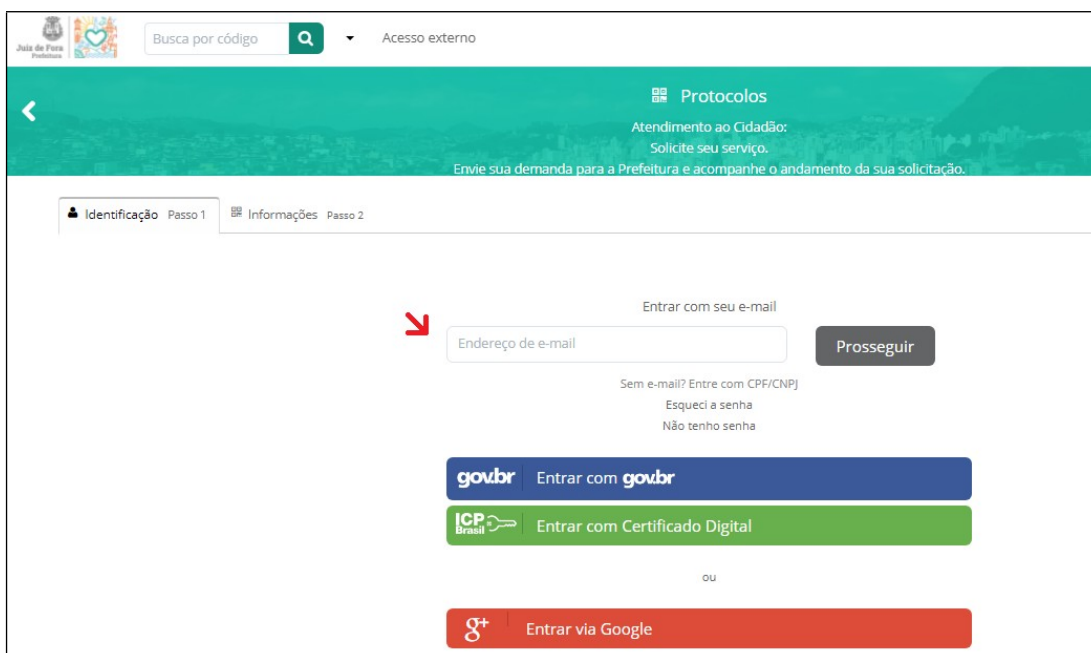 Juiz de Fora
Prefeitura
Busca por código
Acesso externo
Protocolos
Atendimento ao Cidadão:
Solicite seu serviço.
Envie sua demanda para a Prefeitura e acompanhe o andamento da sua solicitação.
Identificação Passo 1
Informações Passo 2
Entrar com seu e-mail
Endereço de e-mail
Prosseguir
Sem e-mail? Entre com CPF/CNPJ
Esqueci a senha
Não tenho senha
gov.br Entrar com gov.br
ICP Brasil Entrar com Certificado Digital
ou
g+ Entrar via Google